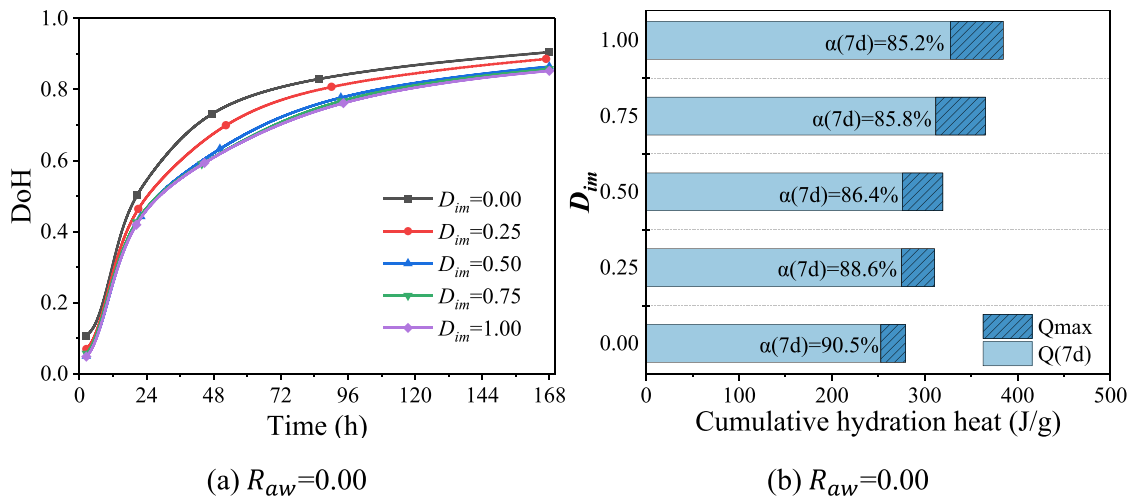 1.0
0.8
0.6
0.4
0.2
0.0
DoH
0 24 48 72 96 120 144 168
Time (h)
D_im=0.00
D_im=0.25
D_im=0.50
D_im=0.75
D_im=1.00
(a) R_aw=0.00
D_im
1.00 α(7d)=85.2%
0.75 α(7d)=85.8%
0.50 α(7d)=86.4%
0.25 α(7d)=88.6%
0.00 α(7d)=90.5%
Qmax
Q(7d)
0 100 200 300 400 500
Cumulative hydration heat (J/g)
(b) R_aw=0.00